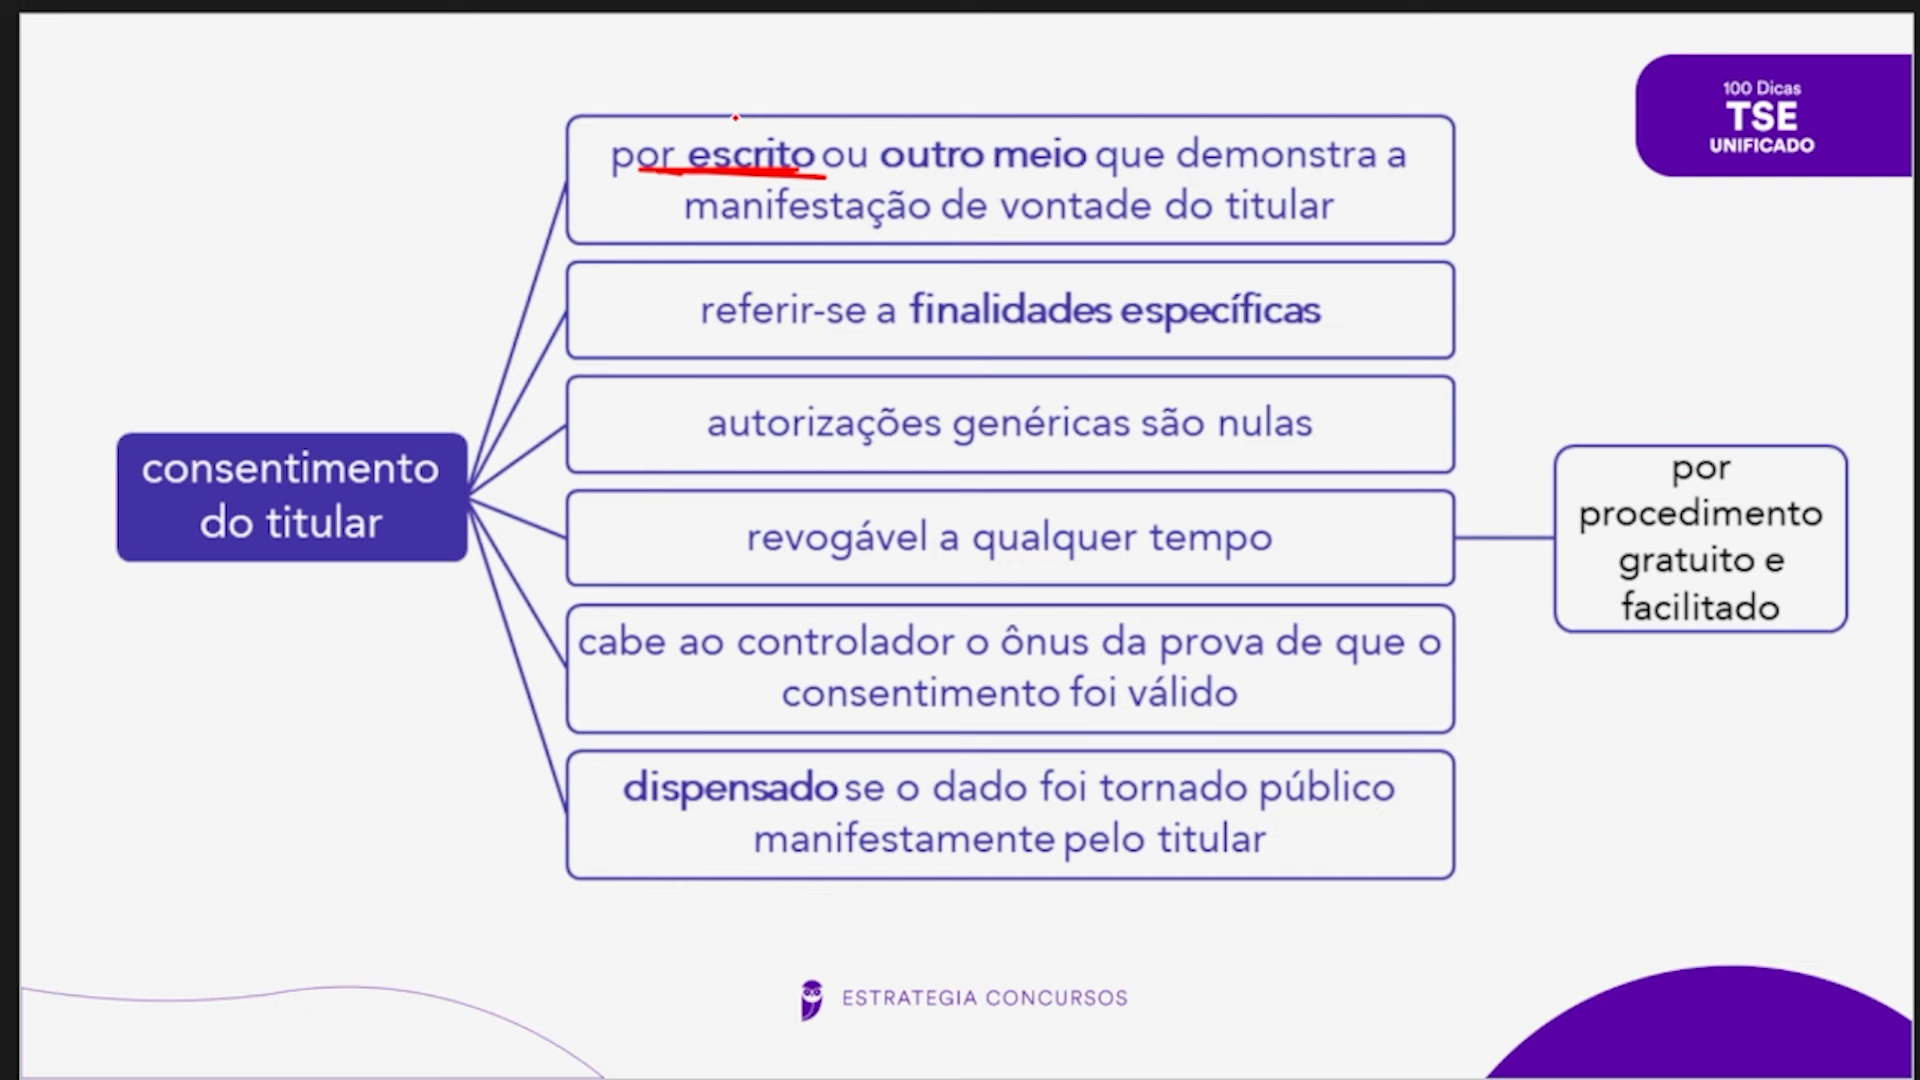 100 Dicas
TSE
UNIFICADO
por escrito ou outro meio que demonstra a
manifestação de vontade do titular
referir-se a finalidades específicas
autorizações genéricas são nulas
consentimento
do titular
revogável a qualquer tempo
por
procedimento
gratuito e
facilitado
cabe ao controlador o ônus da prova de que o
consentimento foi válido
dispensado se o dado foi tornado público
manifestamente pelo titular
ESTRATEGIA CONCURSOS